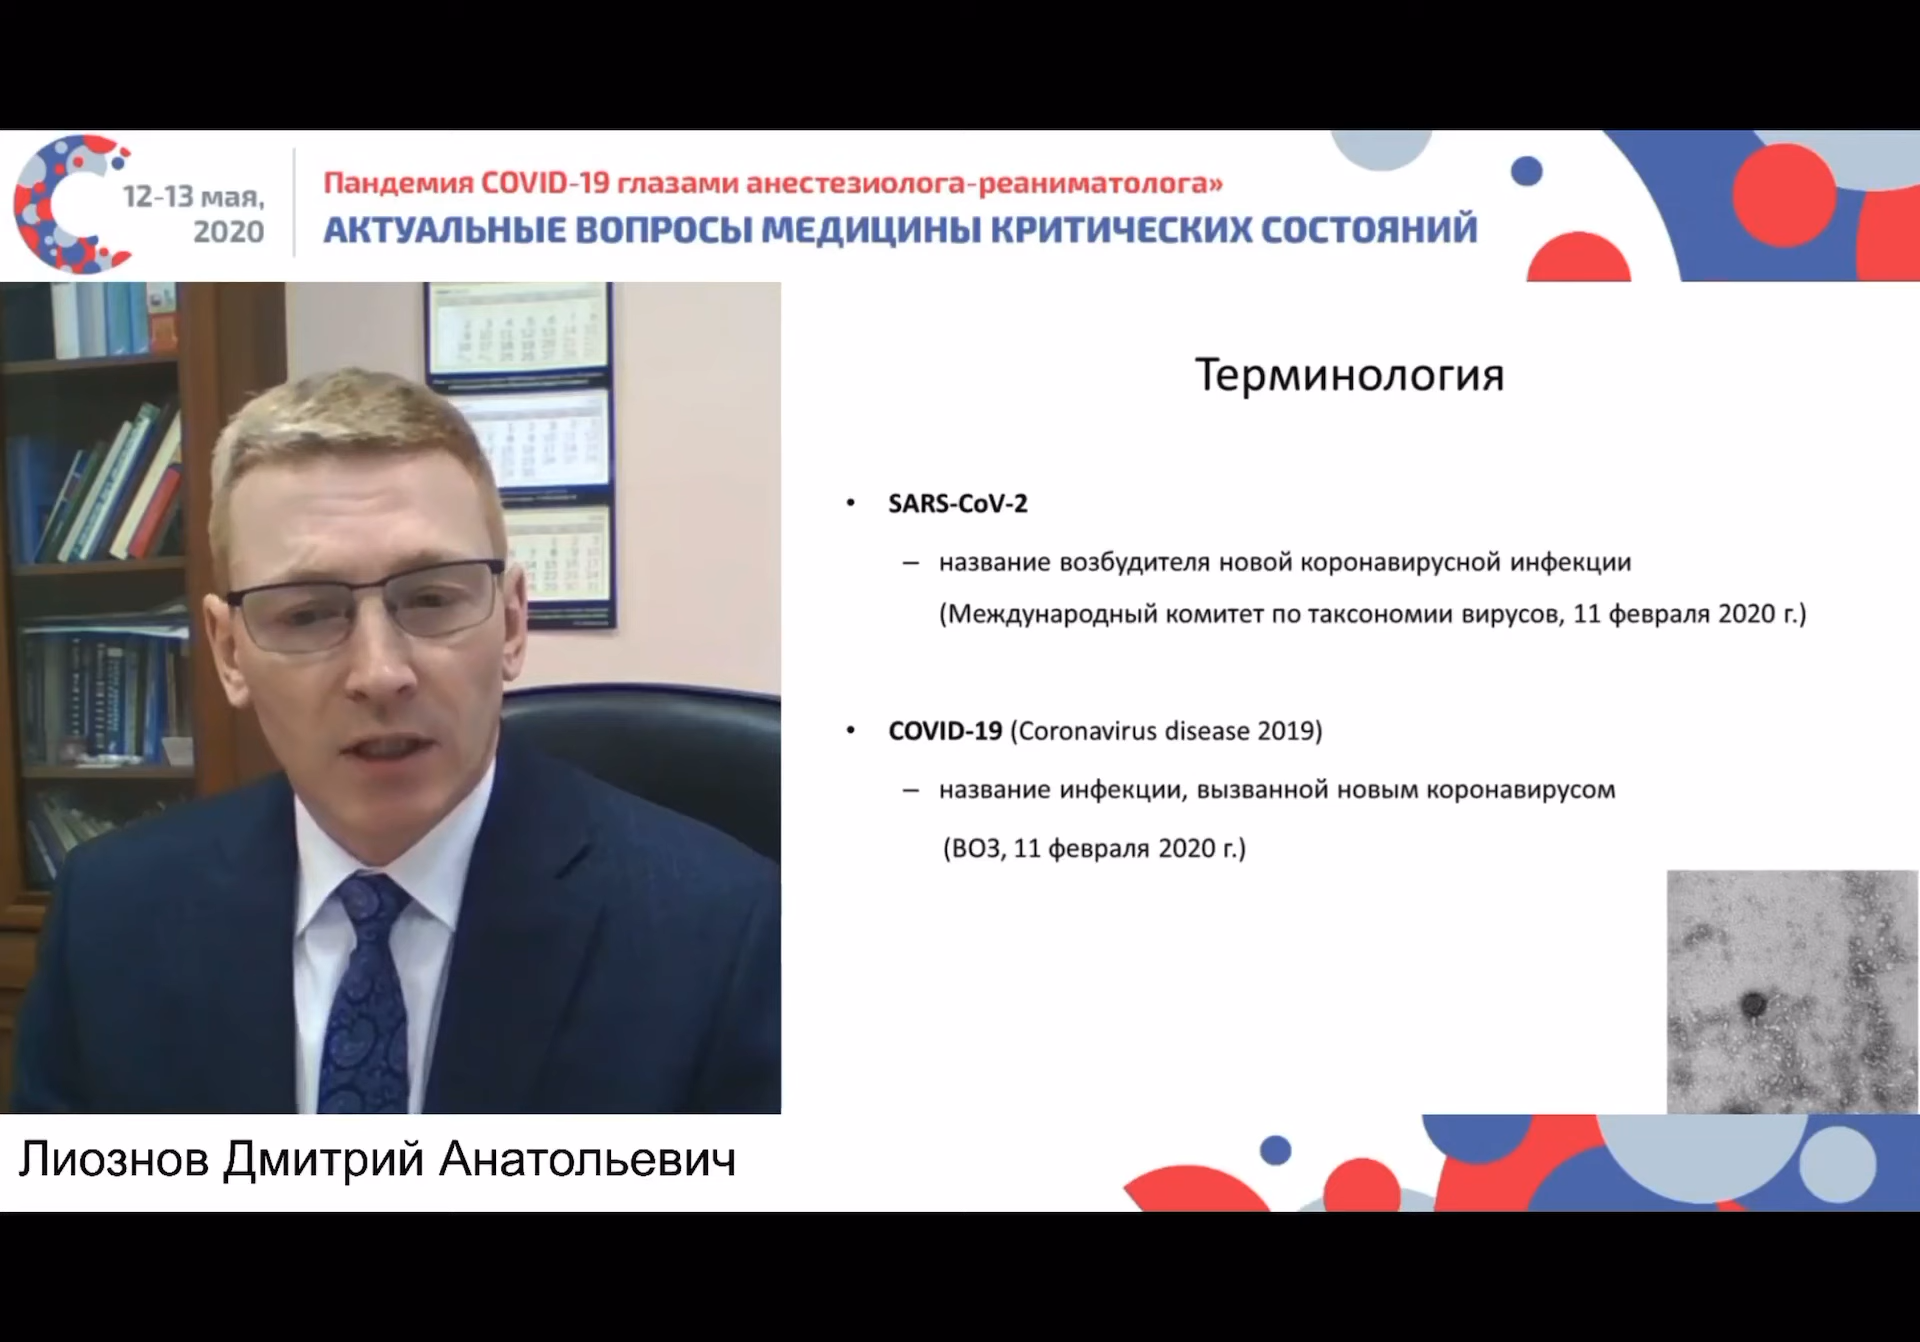 12-13 мая,
2020
Пандемия COVID-19 глазами анестезиолога-реаниматолога»
АКТУАЛЬНЫЕ ВОПРОСЫ МЕДИЦИНЫ КРИТИЧЕСКИХ СОСТОЯНИЙ
Терминология
• SARS-CoV-2
– название возбудителя новой коронавирусной инфекции
(Международный комитет по таксономии вирусов, 11 февраля 2020 г.)
• COVID-19 (Coronavirus disease 2019)
– название инфекции, вызванной новым коронавирусом
(ВОЗ, 11 февраля 2020 г.)
Лиознов Дмитрий Анатольевич